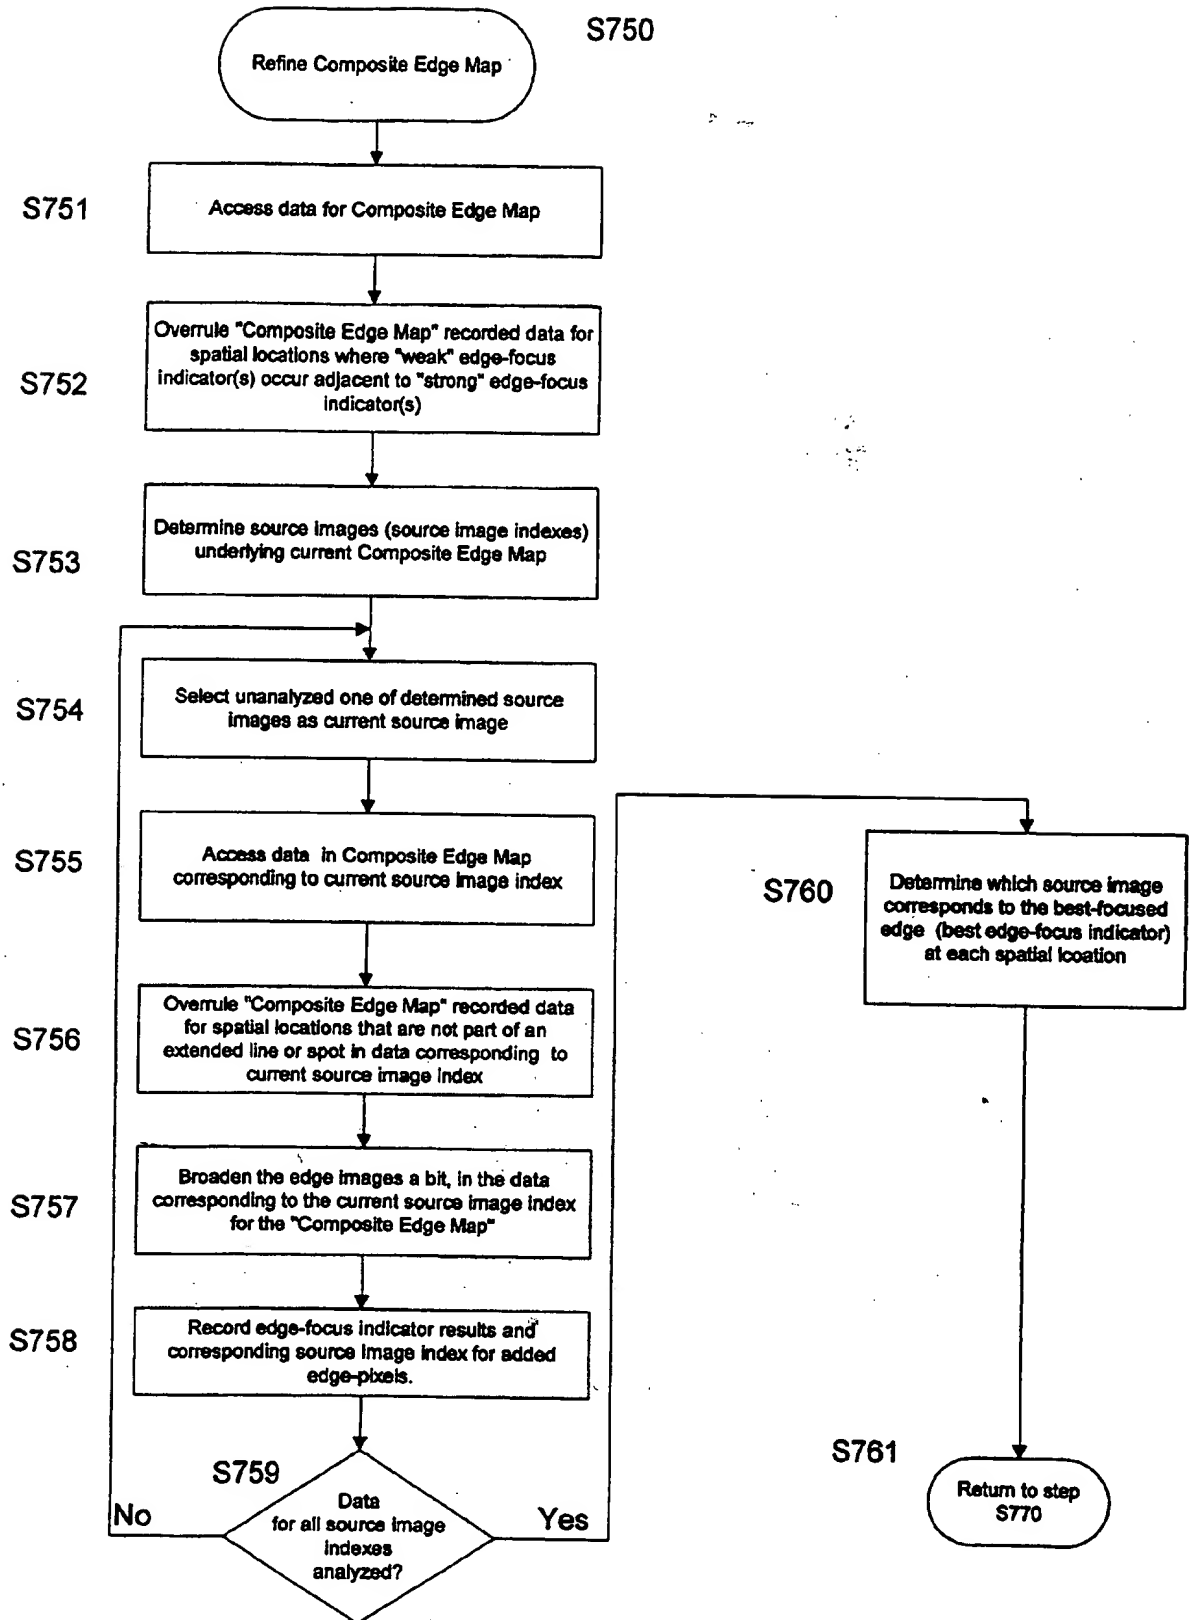 S750
Refine Composite Edge Map
S751
Access data for Composite Edge Map
S752
Overrule "Composite Edge Map" recorded data for
spatial locations where "weak" edge-focus
indicator(s) occur adjacent to "strong" edge-focus
indicator(s)
S753
Determine source images (source image indexes)
underlying current Composite Edge Map
S754
Select unanalyzed one of determined source
images as current source image
S755
Access data in Composite Edge Map
corresponding to current source image index
S756
Overrule "Composite Edge Map" recorded data
for spatial locations that are not part of an
extended line or spot in data corresponding to
current source image index
S757
Broaden the edge images a bit, in the data
corresponding to the current source image index
for the "Composite Edge Map"
S758
Record edge-focus indicator results and
corresponding source image index for added
edge-pixels.
S759
Data
for all source image
indexes
analyzed?
No
Yes
S760
Determine which source image
corresponds to the best-focused
edge (best edge-focus indicator)
at each spatial lcoation
S761
Return to step
S770